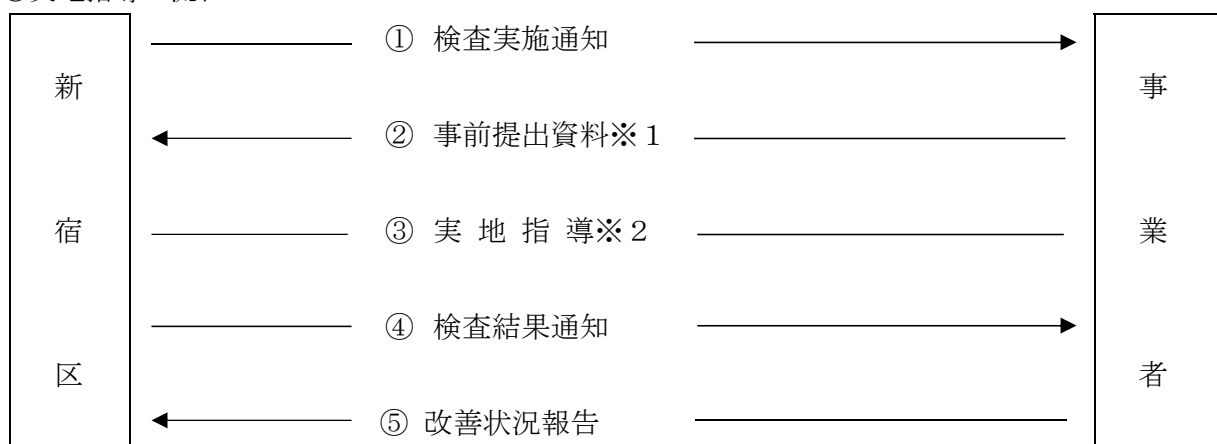 ① 検査実施通知
② 事前提出資料※1
③ 実 地 指 導※2
④ 検査結果通知
⑤ 改善状況報告
新宿区
事業者